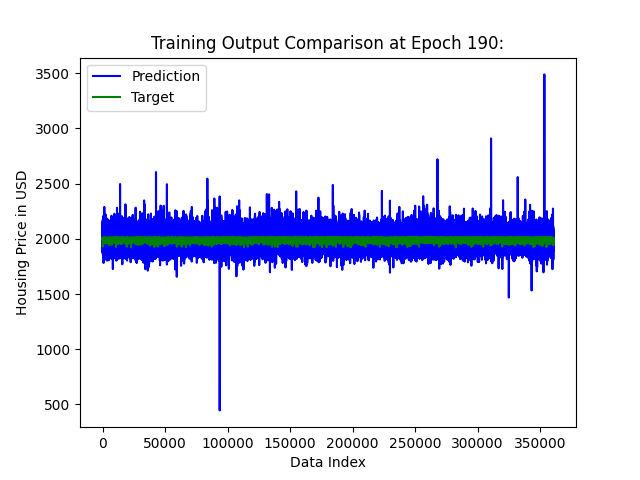 Training Output Comparison at Epoch 190:
Prediction
Target
Housing Price in USD
3500
3000
2500
2000
1500
1000
500
0 50000 100000 150000 200000 250000 300000 350000
Data Index